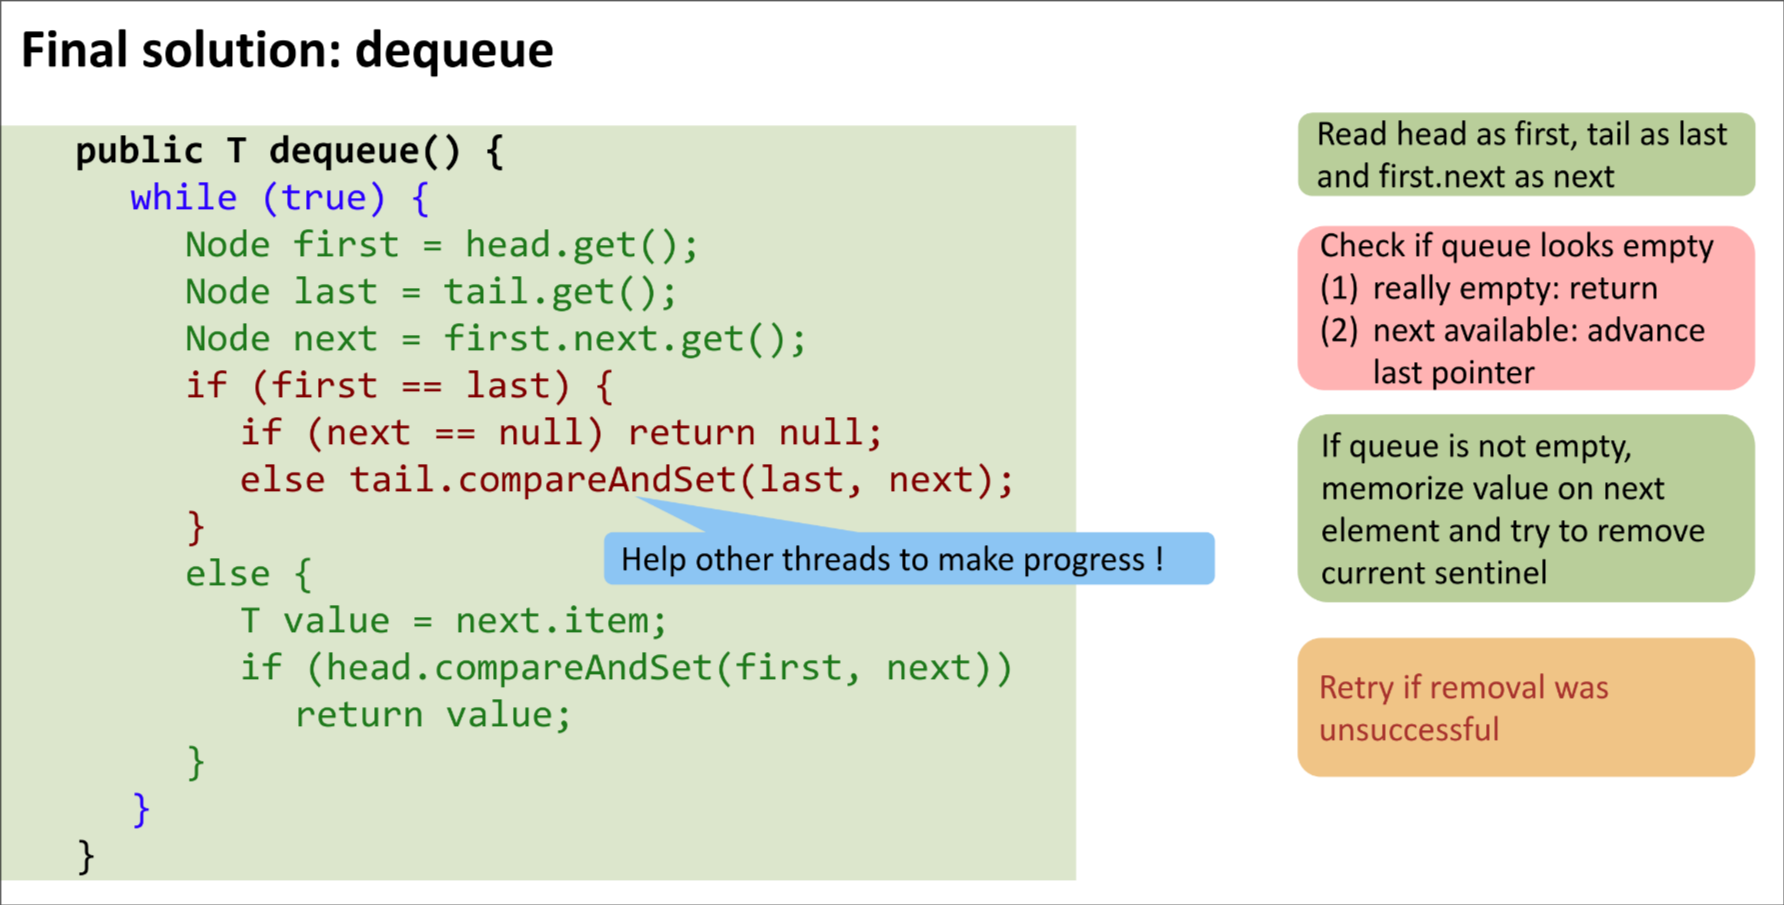 Final solution: dequeue
public T dequeue() {
while (true) {
Node first = head.get();
Node last = tail.get();
Node next = first.next.get();
if (first == last) {
if (next == null) return null;
else tail.compareAndSet(last, next);
}
Help other threads to make progress !
else {
T value = next.item;
if (head.compareAndSet(first, next))
return value;
}
}
}
Read head as first, tail as last
and first.next as next
Check if queue looks empty
(1) really empty: return
(2) next available: advance
last pointer
If queue is not empty,
memorize value on next
element and try to remove
current sentinel
Retry if removal was
unsuccessful